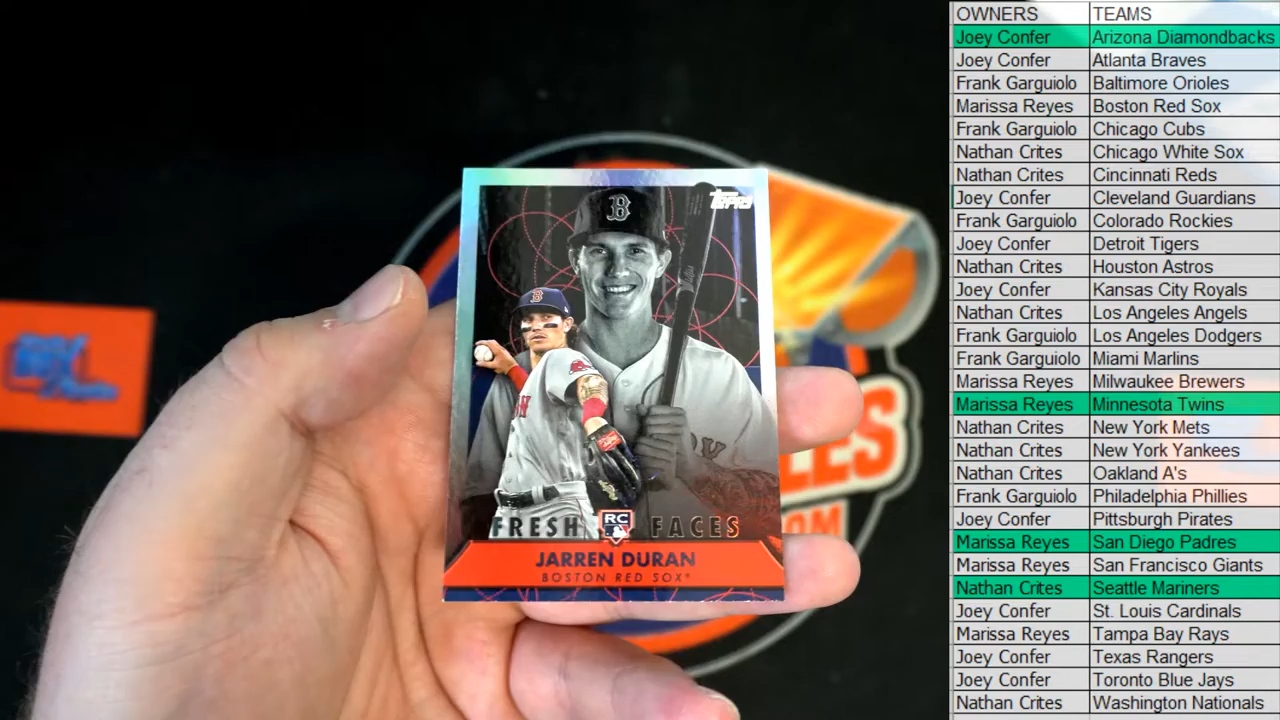 OWNERS TEAMS
Joey Confer Arizona Diamondbacks
Joey Confer Atlanta Braves
Frank Garguiolo Baltimore Orioles
Marissa Reyes Boston Red Sox
Frank Garguiolo Chicago Cubs
Nathan Crites Chicago White Sox
Nathan Crites Cincinnati Reds
Joey Confer Cleveland Guardians
Frank Garguiolo Colorado Rockies
Joey Confer Detroit Tigers
Nathan Crites Houston Astros
Joey Confer Kansas City Royals
Nathan Crites Los Angeles Angels
Frank Garguiolo Los Angeles Dodgers
Frank Garguiolo Miami Marlins
Marissa Reyes Milwaukee Brewers
Marissa Reyes Minnesota Twins
Nathan Crites New York Mets
Nathan Crites New York Yankees
Nathan Crites Oakland A's
Frank Garguiolo Philadelphia Phillies
Joey Confer Pittsburgh Pirates
Marissa Reyes San Diego Padres
Marissa Reyes San Francisco Giants
Nathan Crites Seattle Mariners
Joey Confer St. Louis Cardinals
Marissa Reyes Tampa Bay Rays
Joey Confer Texas Rangers
Joey Confer Toronto Blue Jays
Nathan Crites Washington Nationals
Topps
B
B
FRESH RC FACES
JARREN DURAN
BOSTON RED SOX